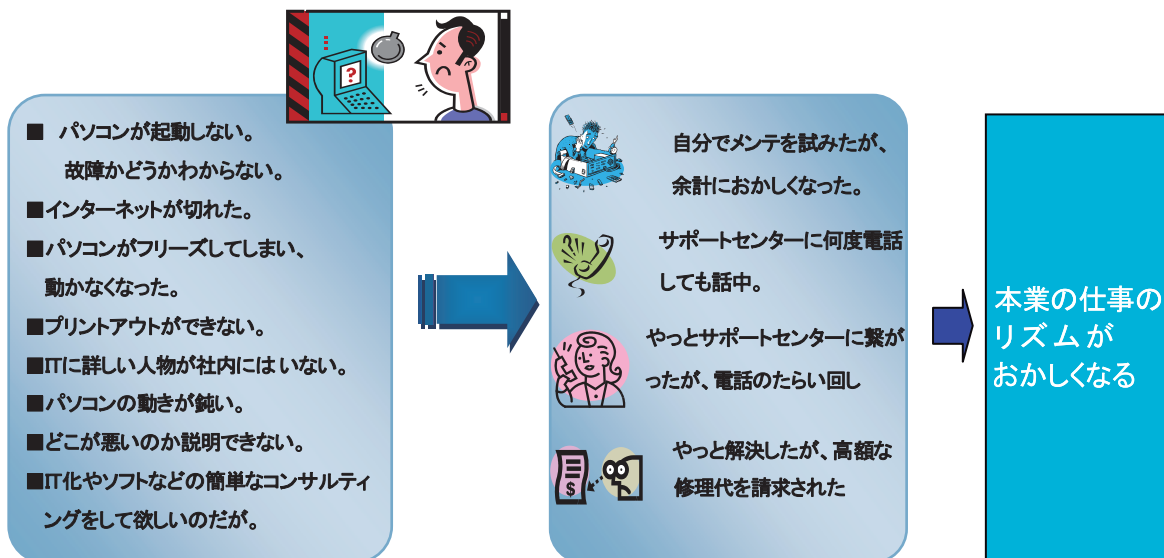 ■ パソコンが起動しない。
故障かどうかわからない。
■インターネットが切れた。
■パソコンがフリーズしてしまい、
動かなくなった。
■プリントアウトができない。
■ITに詳しい人物が社内にはいない。
■パソコンの動きが鈍い。
■どこが悪いのか説明できない。
■IT化やソフトなどの簡単なコンサルティ
ングをして欲しいのだが。
?
自分でメンテを試みたが、
余計におかしくなった。
サポートセンターに何度電話
しても話中。
やっとサポートセンターに繋が
ったが、電話のたらい回し
やっと解決したが、高額な
修理代を請求された
$
本業の仕事の
リズムが
おかしくなる